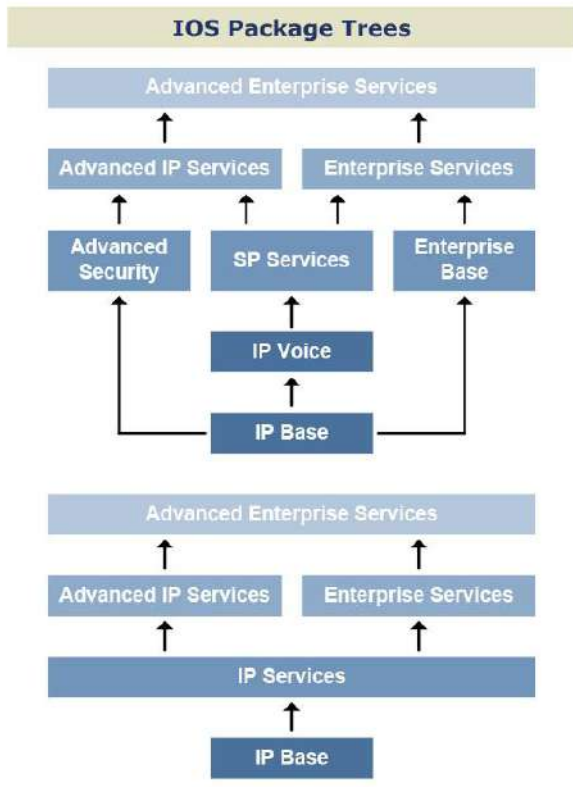 IOS Package Trees
Advanced Enterprise Services
Advanced IP Services
Enterprise Services
Advanced
Security
SP Services
Enterprise
Base
IP Voice
IP Base
Advanced Enterprise Services
Advanced IP Services
Enterprise Services
IP Services
IP Base